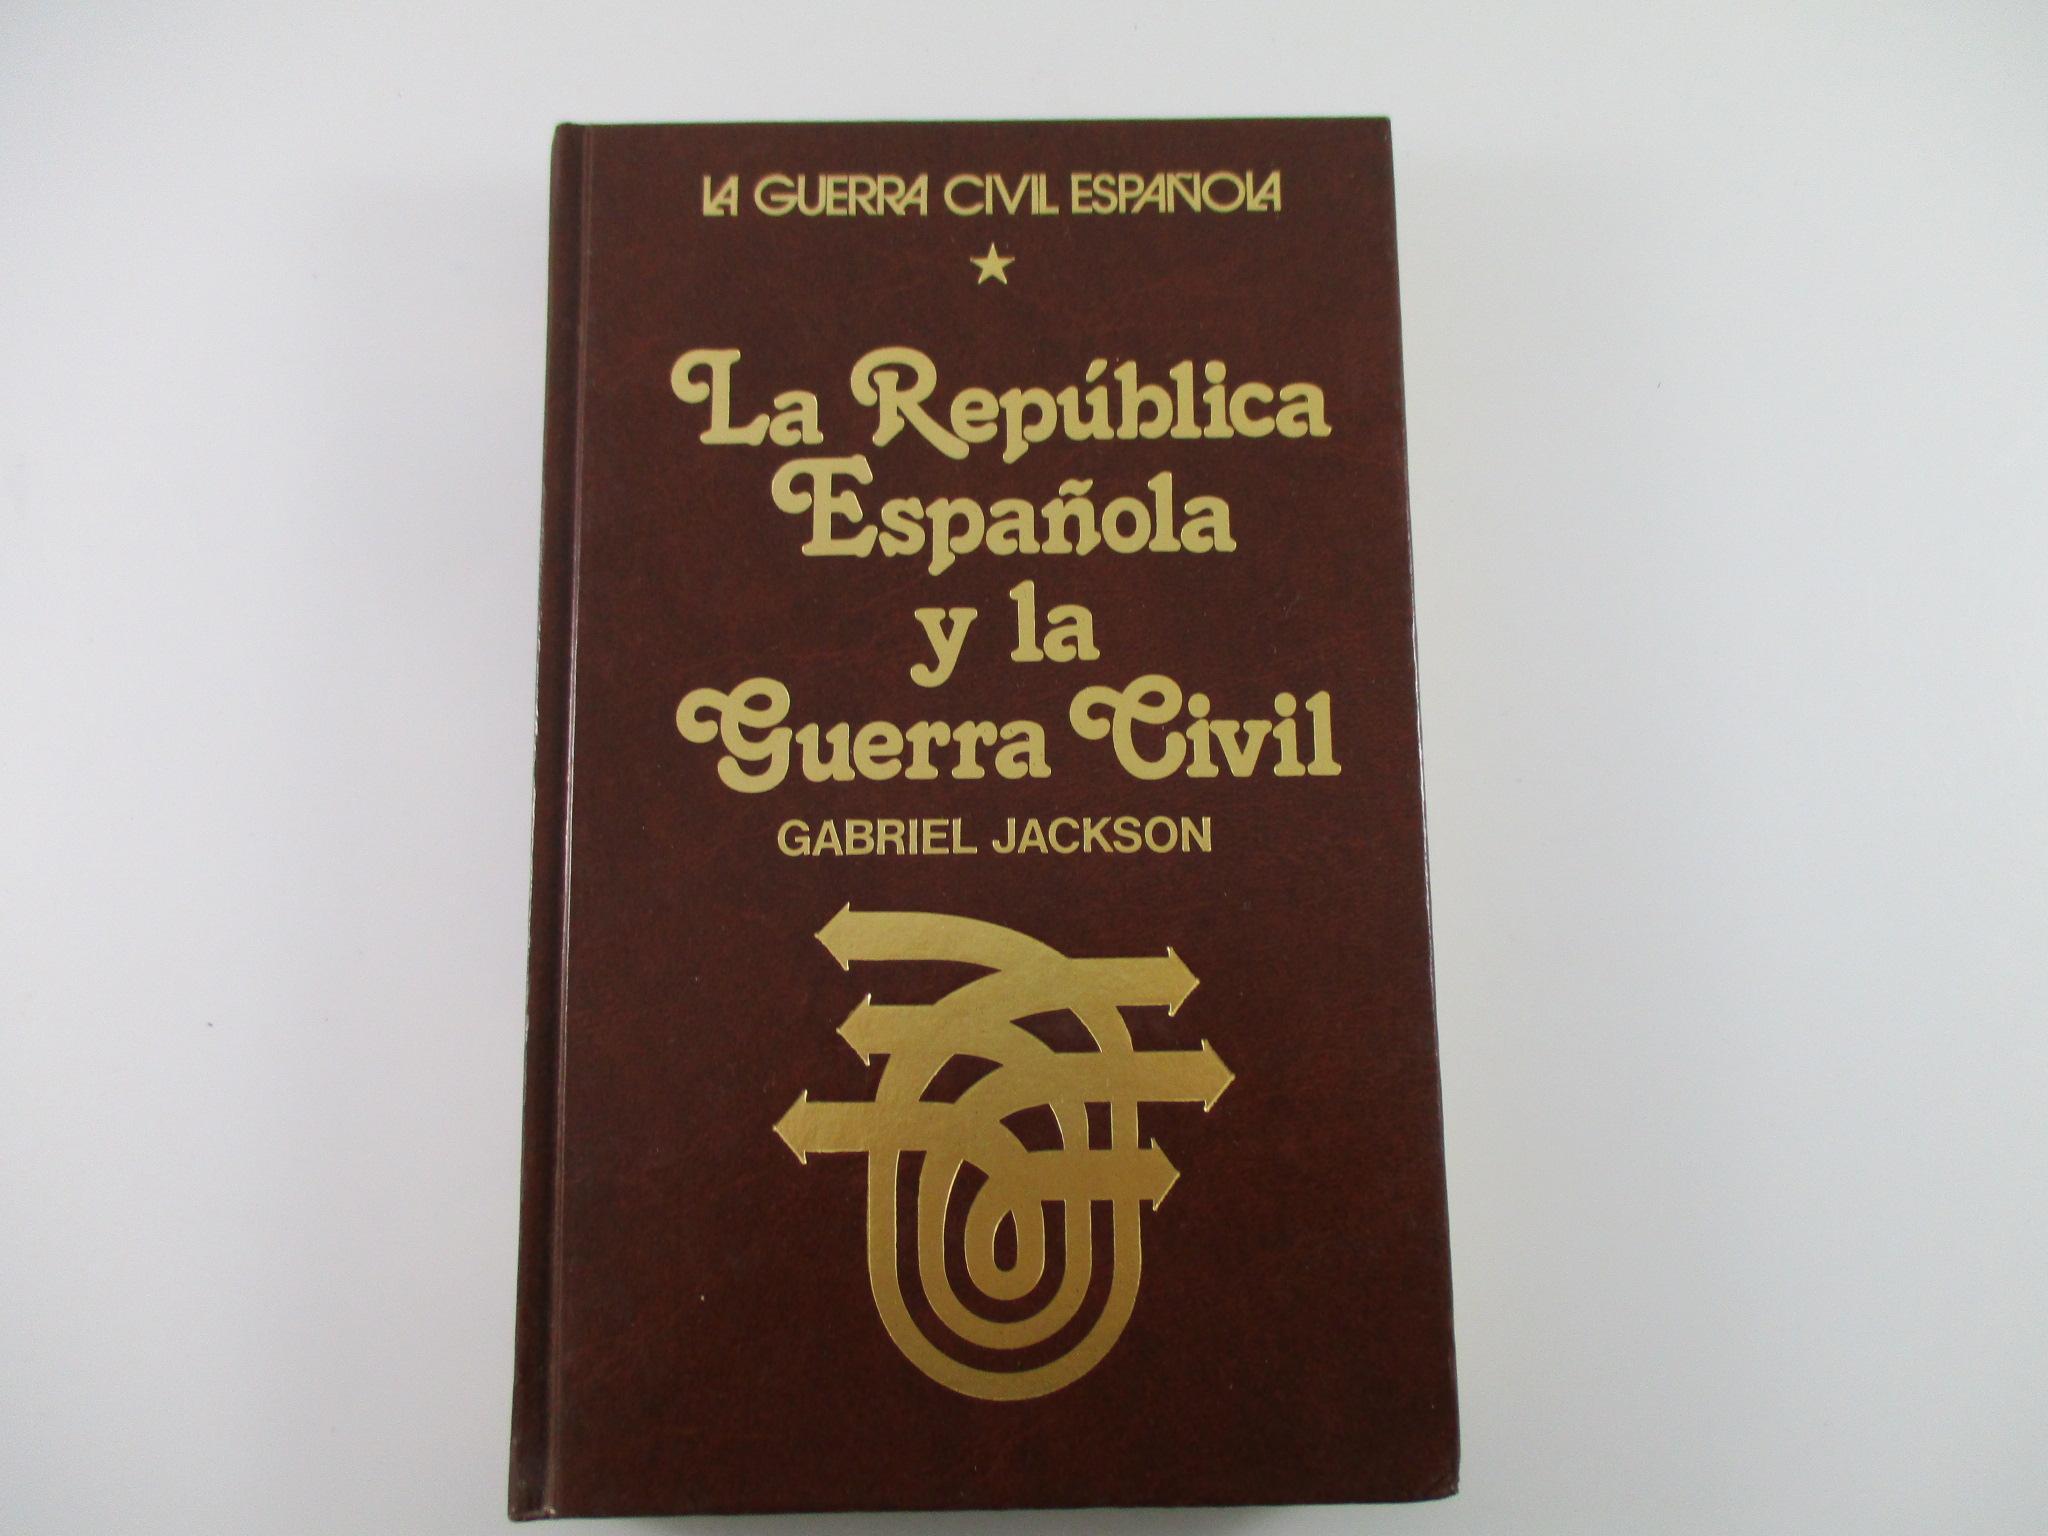 LA GUERRA CIVIL ESPAÑOLA
La República
Española
y la
Guerra Civil
GABRIEL JACKSON